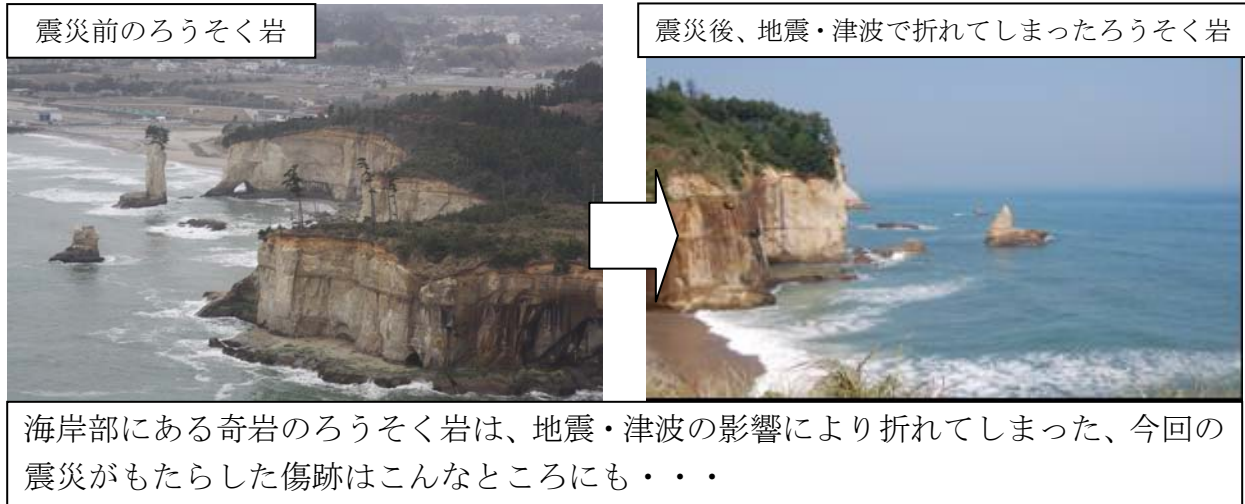 震災前のろうそく岩
震災後、地震・津波で折れてしまったろうそく岩
海岸部にある奇岩のろうそく岩は、地震・津波の影響により折れてしまった、今回の
震災がもたらした傷跡はこんなところにも・・・